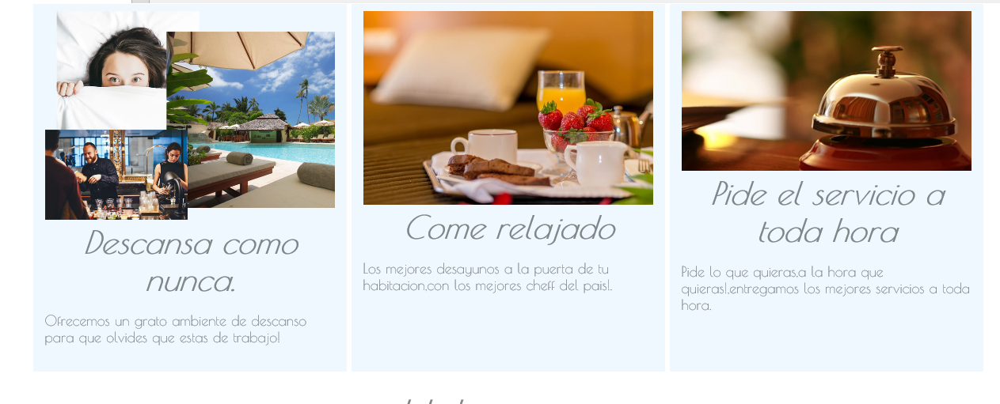 Descansa como
nunca.
Ofrecemos un grato ambiente de descanso
para que olvides que estas de trabajo!
Come relajado
Los mejores desayunos a la puerta de tu
habitacion,con los mejores cheff del pais!.
Pide el servicio a
toda hora
Pide lo que quieras,a la hora que
quieras!,entregamos los mejores servicios a toda
hora.